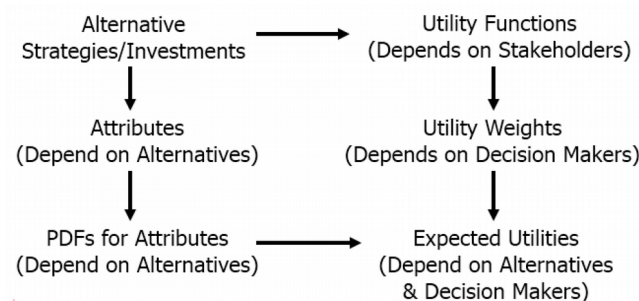 Alternative
Strategies/Investments
Utility Functions
(Depends on Stakeholders)
Attributes
(Depend on Alternatives)
Utility Weights
(Depends on Decision Makers)
PDFs for Attributes
(Depend on Alternatives)
Expected Utilities
(Depend on Alternatives
& Decision Makers)